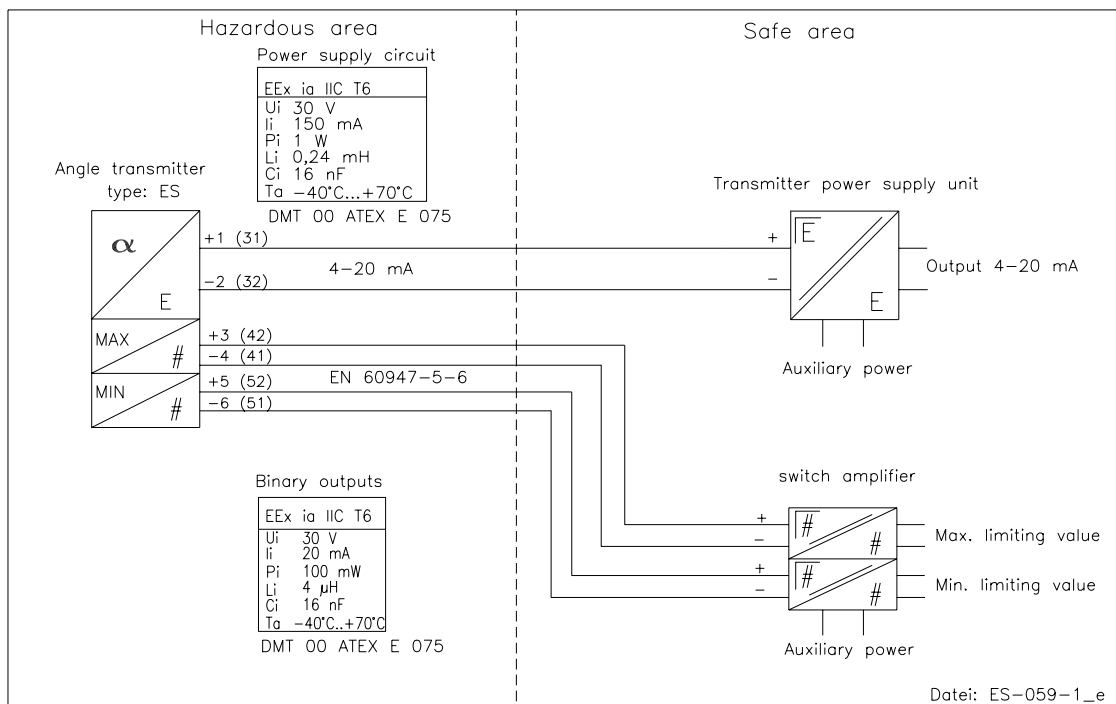 Hazardous area
Safe area
Power supply circuit
EEx ia IIC T6
Ui 30 V
Ii 150 mA
Pi 1 W
Li 0,24 mH
Ci 16 nF
Ta -40°C...+70°C
DMT 00 ATEX E 075
Angle transmitter
type: ES
α
E
+1 (31)
4-20 mA
-2 (32)
MAX
#
+3 (42)
-4 (41)
MIN
#
+5 (52)
-6 (51)
EN 60947-5-6
Transmitter power supply unit
+
-
E
E
Output 4-20 mA
Auxiliary power
Binary outputs
EEx ia IIC T6
Ui 30 V
Ii 20 mA
Pi 100 mW
Li 4 µH
Ci 16 nF
Ta -40°C..+70°C
DMT 00 ATEX E 075
switch amplifier
+
-
#
#
Max. limiting value
+
-
#
#
Min. limiting value
Auxiliary power
Datei: ES-059-1_e